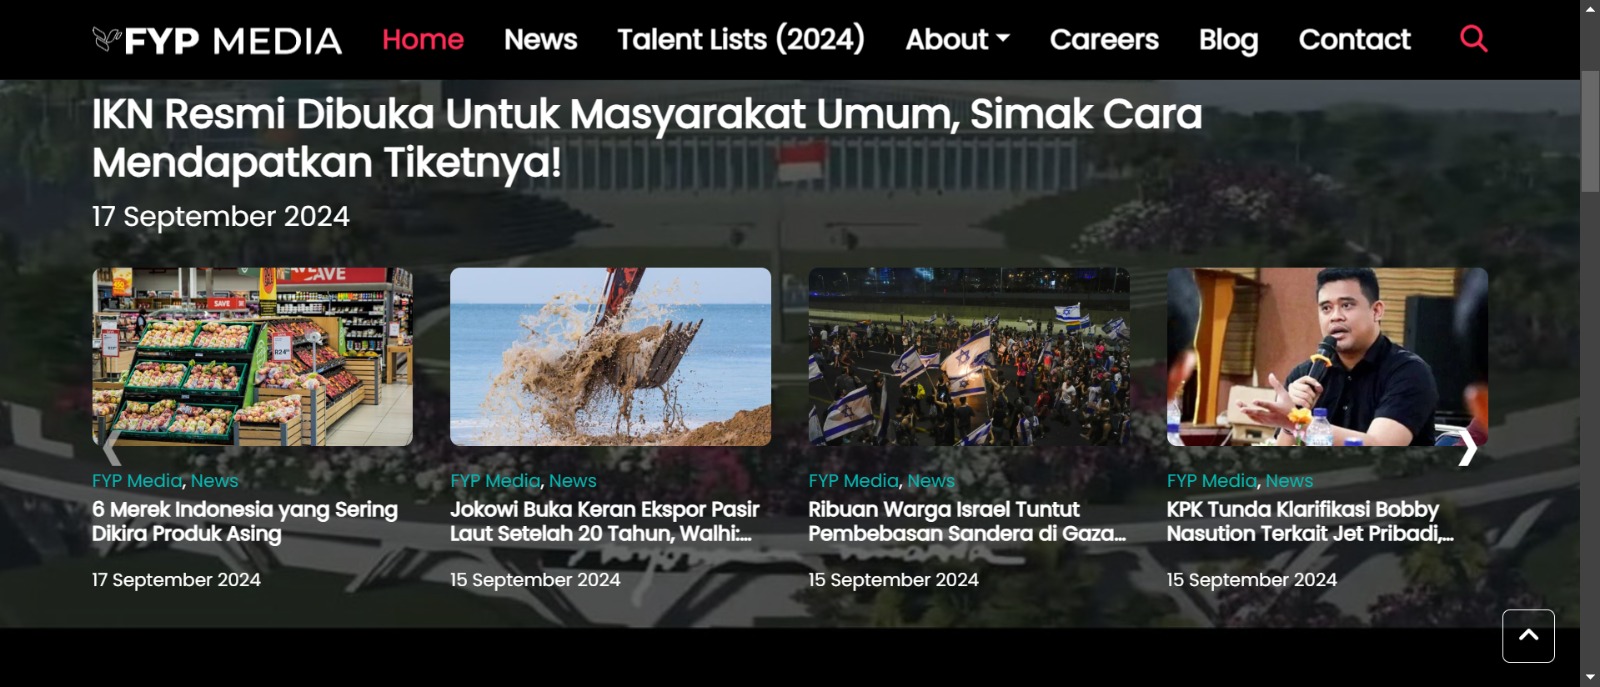 FYP MEDIA Home News Talent Lists (2024) About Careers Blog Contact
IKN Resmi Dibuka Untuk Masyarakat Umum, Simak Cara
Mendapatkan Tiketnya!
17 September 2024
SAVE
SAVE
R24
FYP Media, News
6 Merek Indonesia yang Sering
Dikira Produk Asing
17 September 2024
FYP Media, News
Jokowi Buka Keran Ekspor Pasir
Laut Setelah 20 Tahun, Walhi:...
15 September 2024
FYP Media, News
Ribuan Warga Israel Tuntut
Pembebasan Sandera di Gaza...
15 September 2024
FYP Media, News
KPK Tunda Klarifikasi Bobby
Nasution Terkait Jet Pribadi,...
15 September 2024